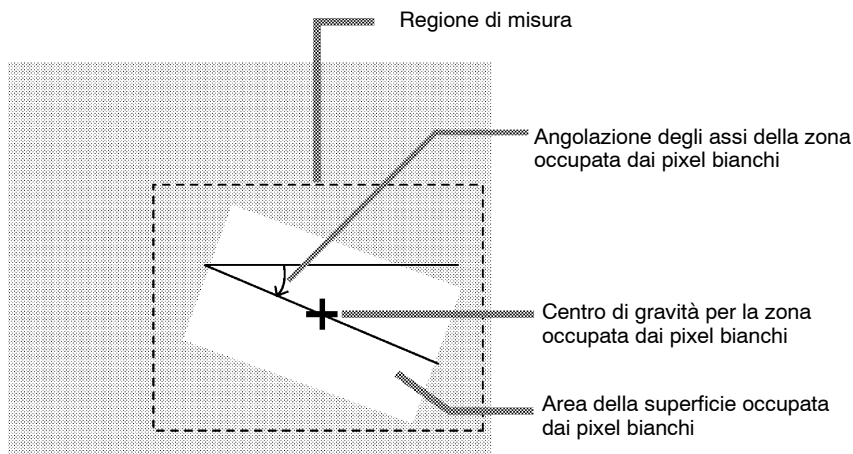 Regione di misura
Angolazione degli assi della zona
occupata dai pixel bianchi
Centro di gravità per la zona
occupata dai pixel bianchi
Area della superficie occupata
dai pixel bianchi